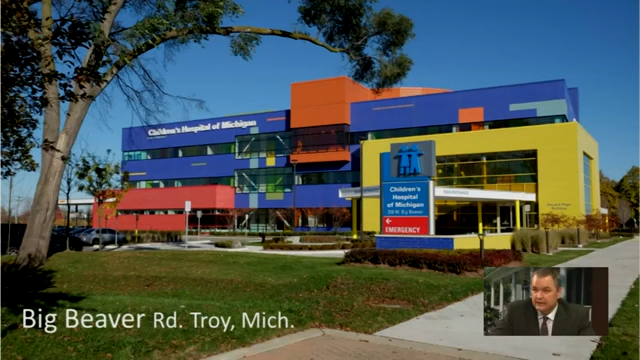 Children's Hospital of Michigan
Children's
Hospital
of Michigan
350 W. Big Beaver
EMERGENCY
Big Beaver Rd. Troy, Mich.